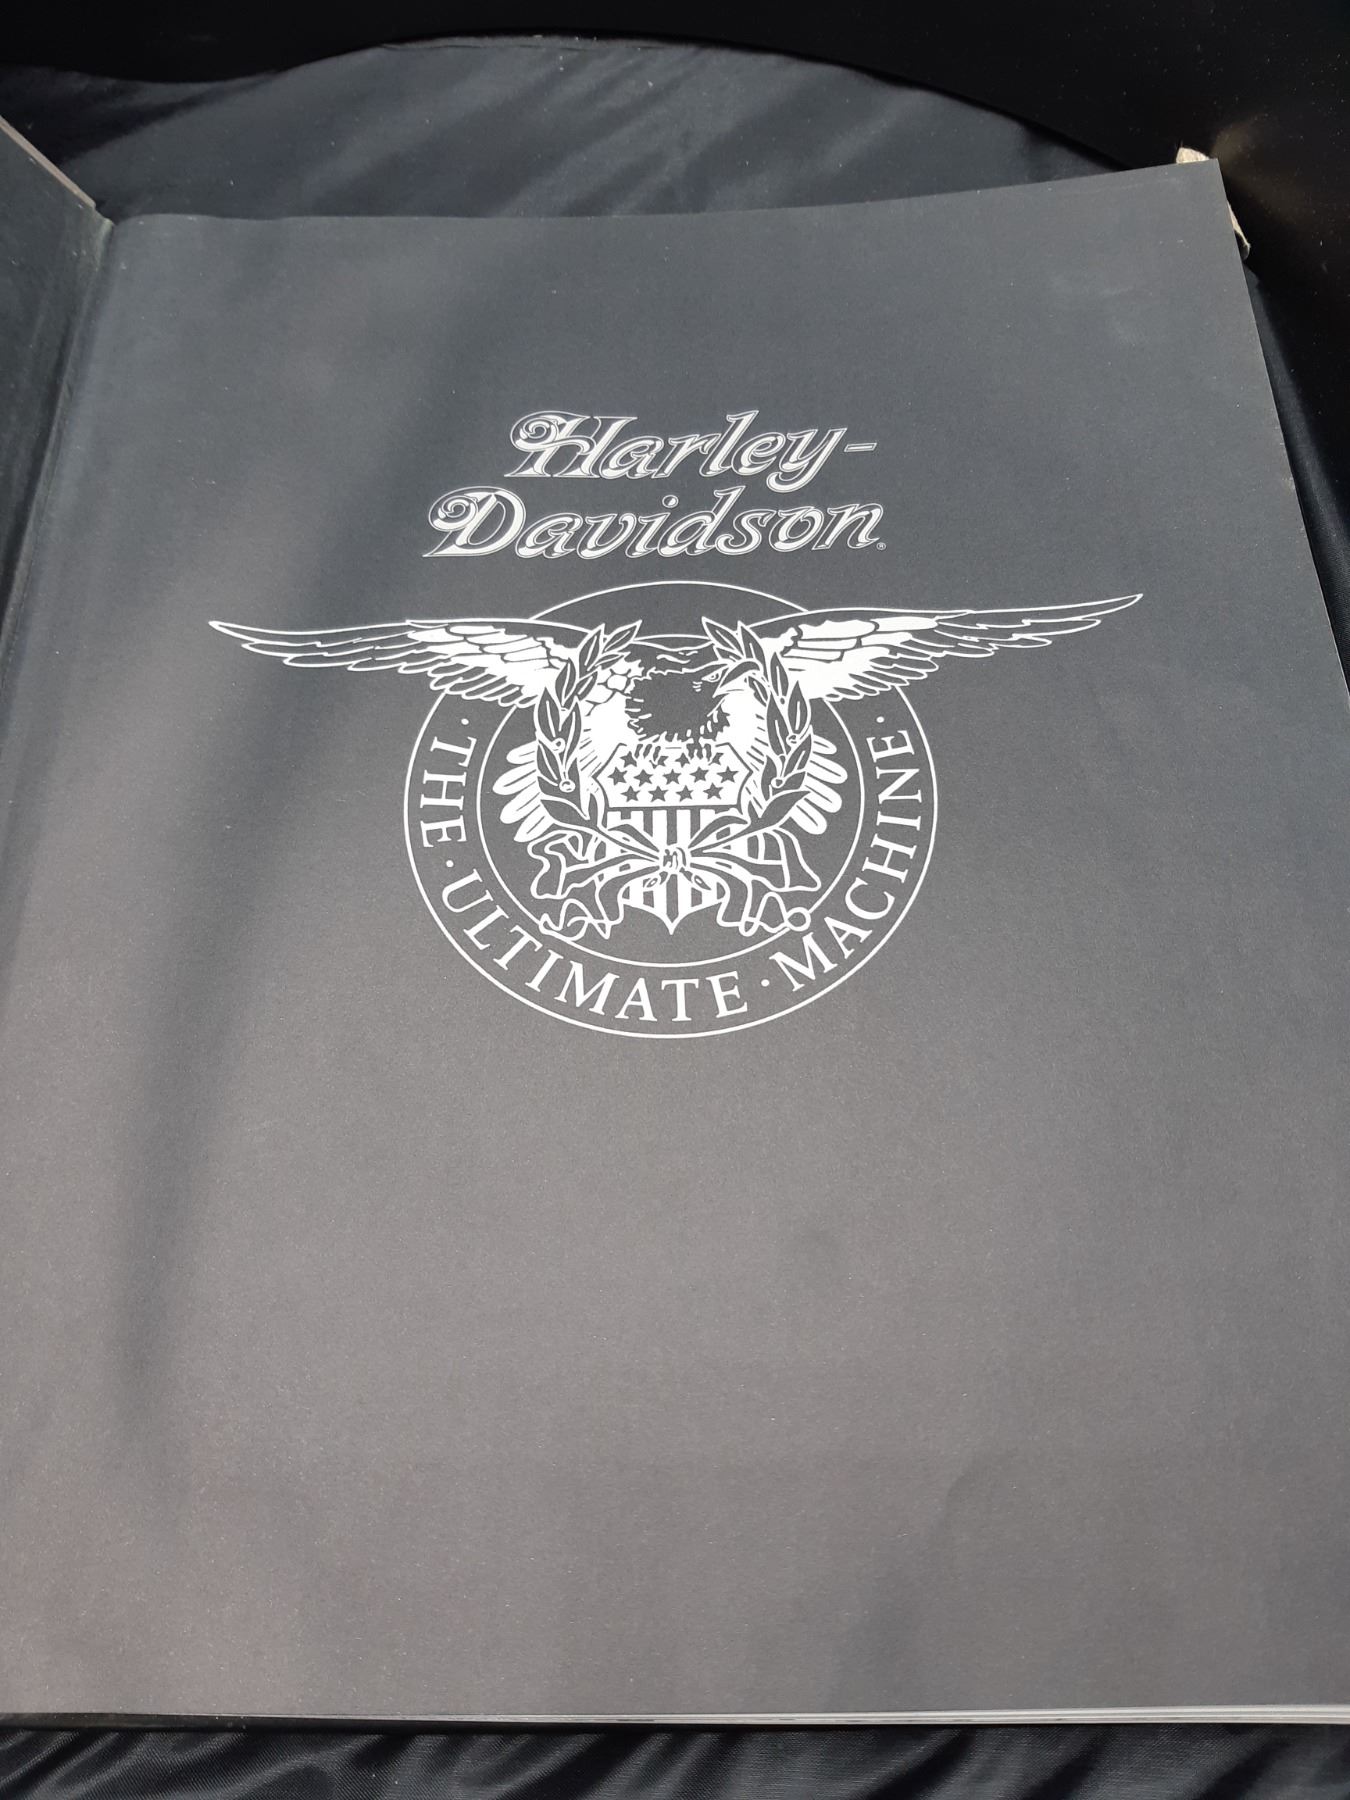 Harley-
Davidson®
· THE · ULTIMATE · MACHINE ·